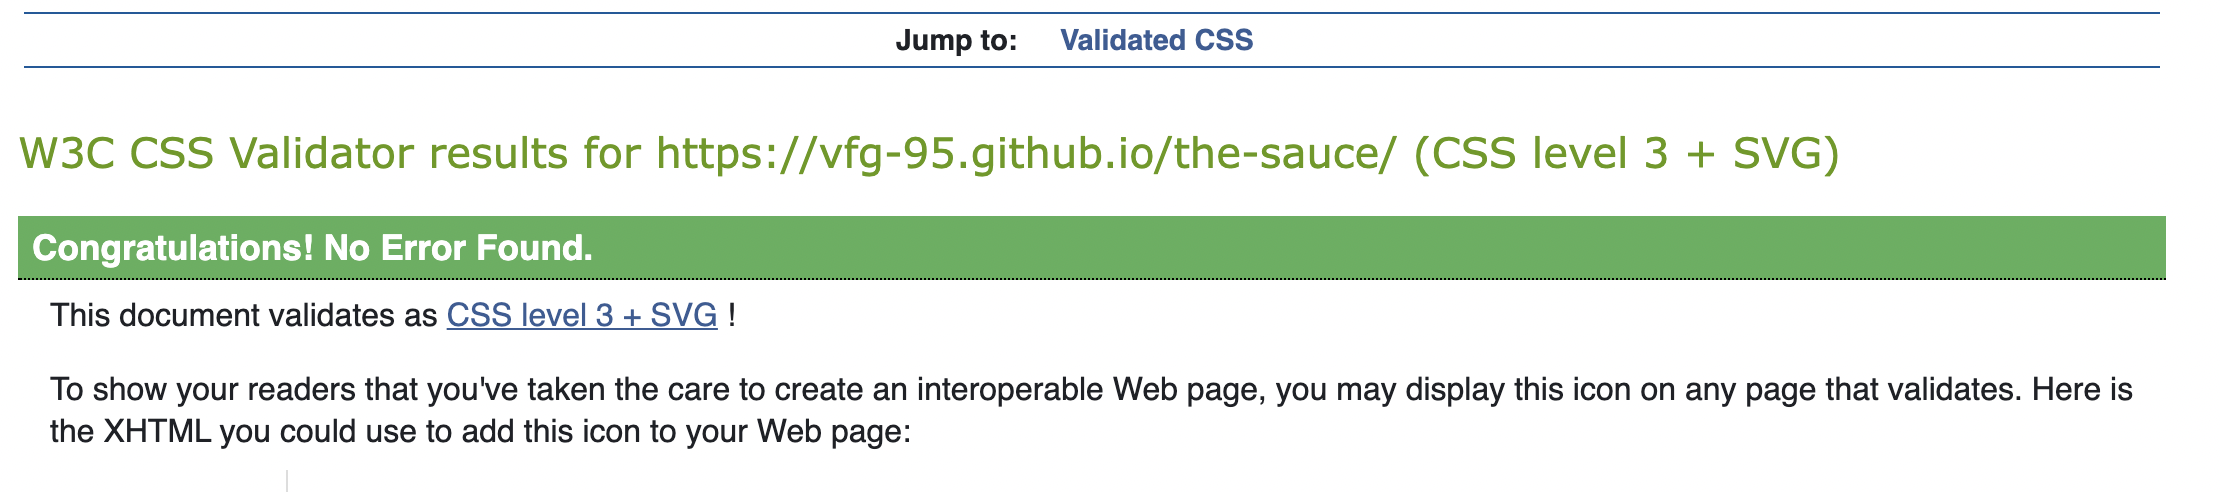 Jump to: Validated CSS
W3C CSS Validator results for https://vfg-95.github.io/the-sauce/ (CSS level 3 + SVG)
Congratulations! No Error Found.
This document validates as CSS level 3 + SVG !
To show your readers that you've taken the care to create an interoperable Web page, you may display this icon on any page that validates. Here is
the XHTML you could use to add this icon to your Web page: